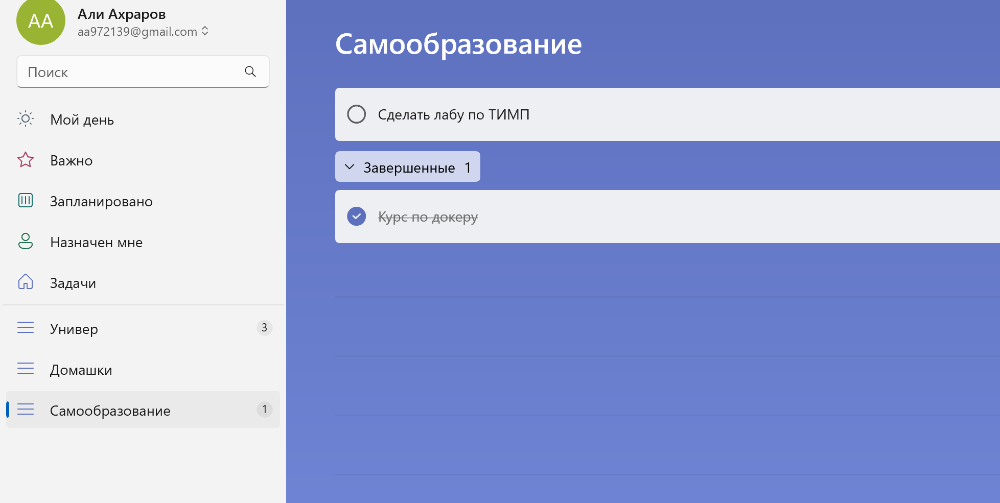 АА
Али Ахраров
aa972139@gmail.com
Поиск
Мой день
Важно
Запланировано
Назначен мне
Задачи
Универ 3
Домашки
Самообразование 1
Самообразование
Сделать лабу по ТИМП
Завершенные 1
Курс по докеру